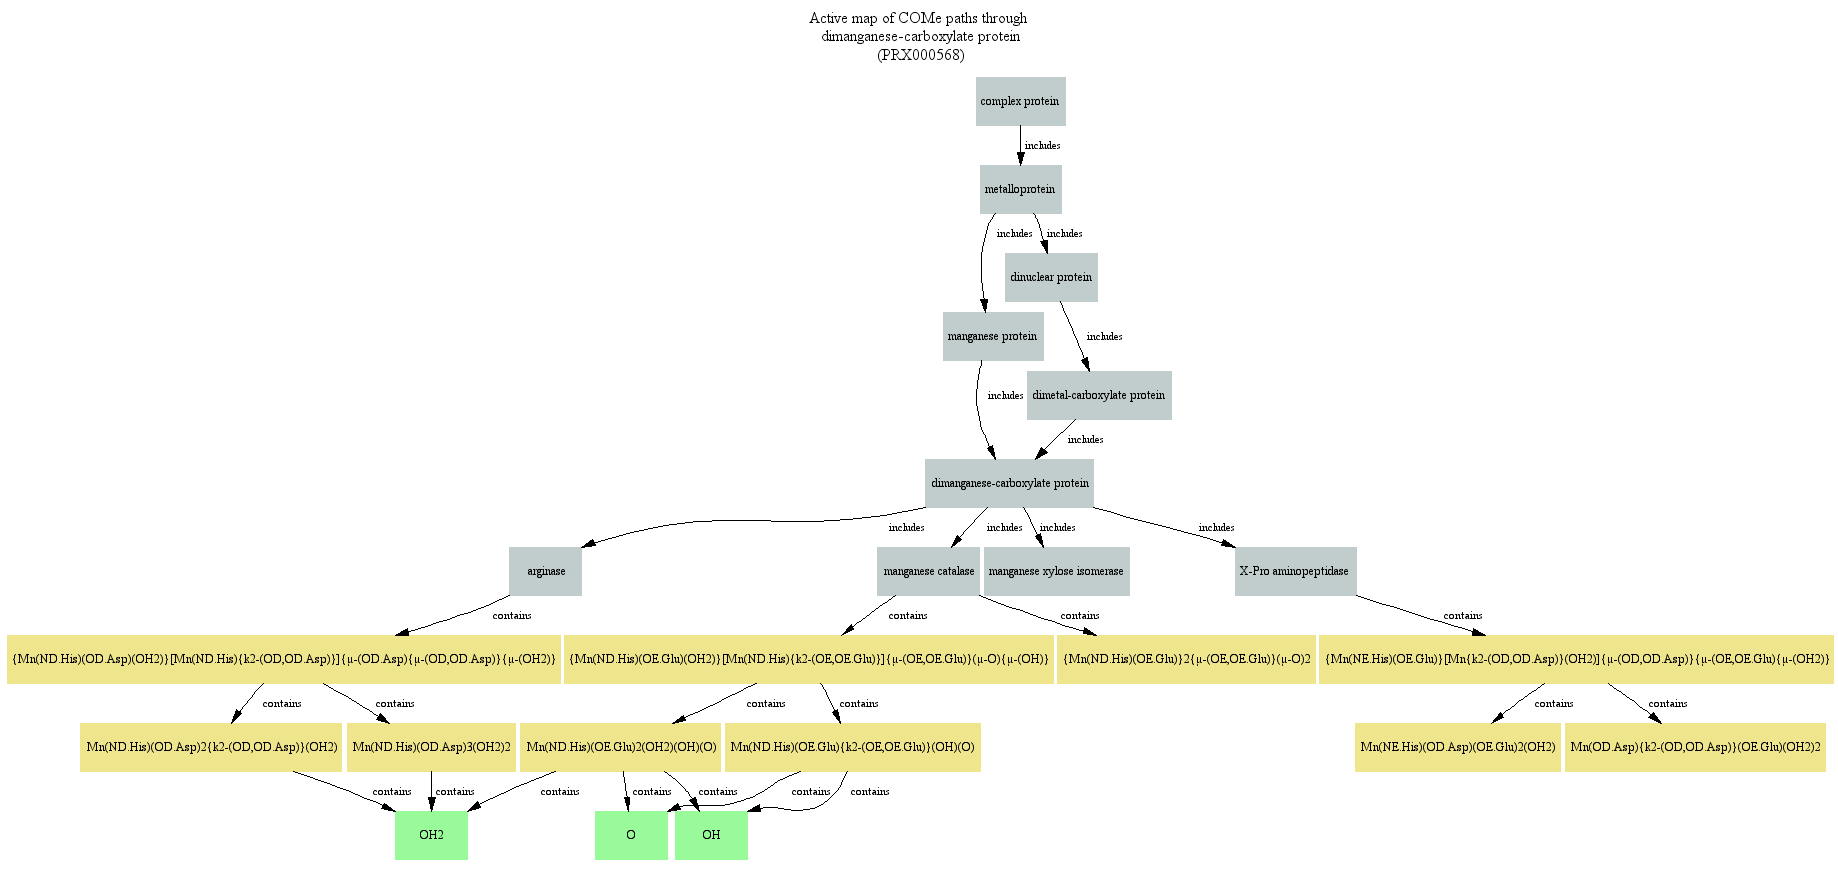 Active map of COMe paths through
dimanganese-carboxylate protein
(PRX000568)
complex protein
includes
metalloprotein
includes
includes
dinuclear protein
manganese protein
includes
includes
dimetal-carboxylate protein
includes
dimanganese-carboxylate protein
includes
includes
includes
includes
arginase
manganese catalase
manganese xylose isomerase
X-Pro aminopeptidase
contains
contains
contains
contains
{Mn(ND.His)(OD.Asp)(OH2)}[Mn(ND.His){k2-(OD,OD.Asp)}]{μ-(OD.Asp){μ-(OD,OD.Asp)}{μ-(OH2)}
{Mn(ND.His)(OE.Glu)(OH2)}[Mn(ND.His){k2-(OE,OE.Glu)}]{μ-(OE,OE.Glu)}(μ-O){μ-(OH)}
{Mn(ND.His)(OE.Glu)}2{μ-(OE,OE.Glu)}(μ-O)2
{Mn(NE.His)(OE.Glu)}[Mn{k2-(OD,OD.Asp)}(OH2)]{μ-(OD,OD.Asp)}{μ-(OE,OE.Glu){μ-(OH2)}
contains
contains
contains
contains
contains
contains
Mn(ND.His)(OD.Asp)2{k2-(OD,OD.Asp)}(OH2)
Mn(ND.His)(OD.Asp)3(OH2)2
Mn(ND.His)(OE.Glu)2(OH2)(OH)(O)
Mn(ND.His)(OE.Glu){k2-(OE,OE.Glu)}(OH)(O)
Mn(NE.His)(OD.Asp)(OE.Glu)2(OH2)
Mn(OD.Asp){k2-(OD,OD.Asp)}(OE.Glu)(OH2)2
contains
contains
contains
contains
contains
contains
contains
OH2
O
OH